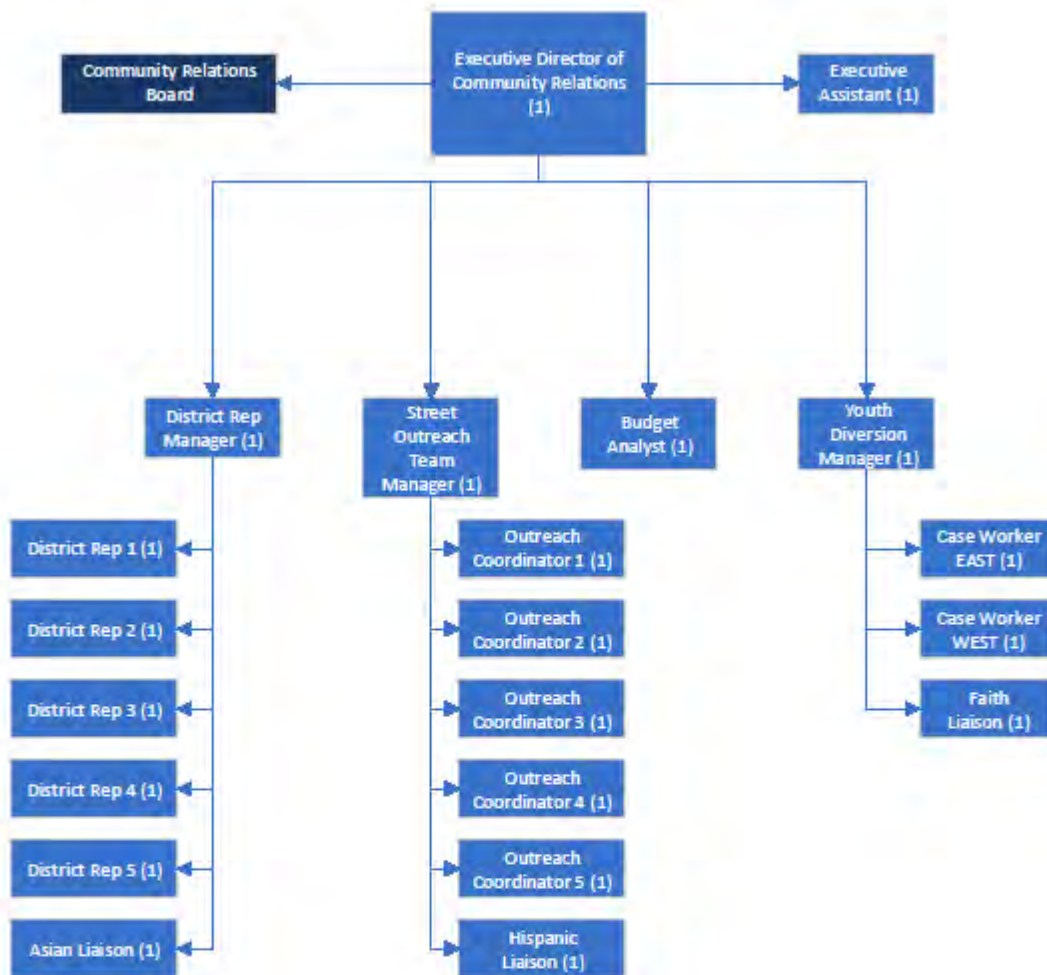 Community Relations
Board
Executive Director of
Community Relations
(1)
Executive
Assistant (1)
District Rep
Manager (1)
Street
Outreach
Team
Manager (1)
Budget
Analyst (1)
Youth
Diversion
Manager (1)
District Rep 1 (1)
District Rep 2 (1)
District Rep 3 (1)
District Rep 4 (1)
District Rep 5 (1)
Asian Liaison (1)
Outreach
Coordinator 1 (1)
Outreach
Coordinator 2 (1)
Outreach
Coordinator 3 (1)
Outreach
Coordinator 4 (1)
Outreach
Coordinator 5 (1)
Hispanic
Liaison (1)
Case Worker
EAST (1)
Case Worker
WEST (1)
Faith
Liaison (1)